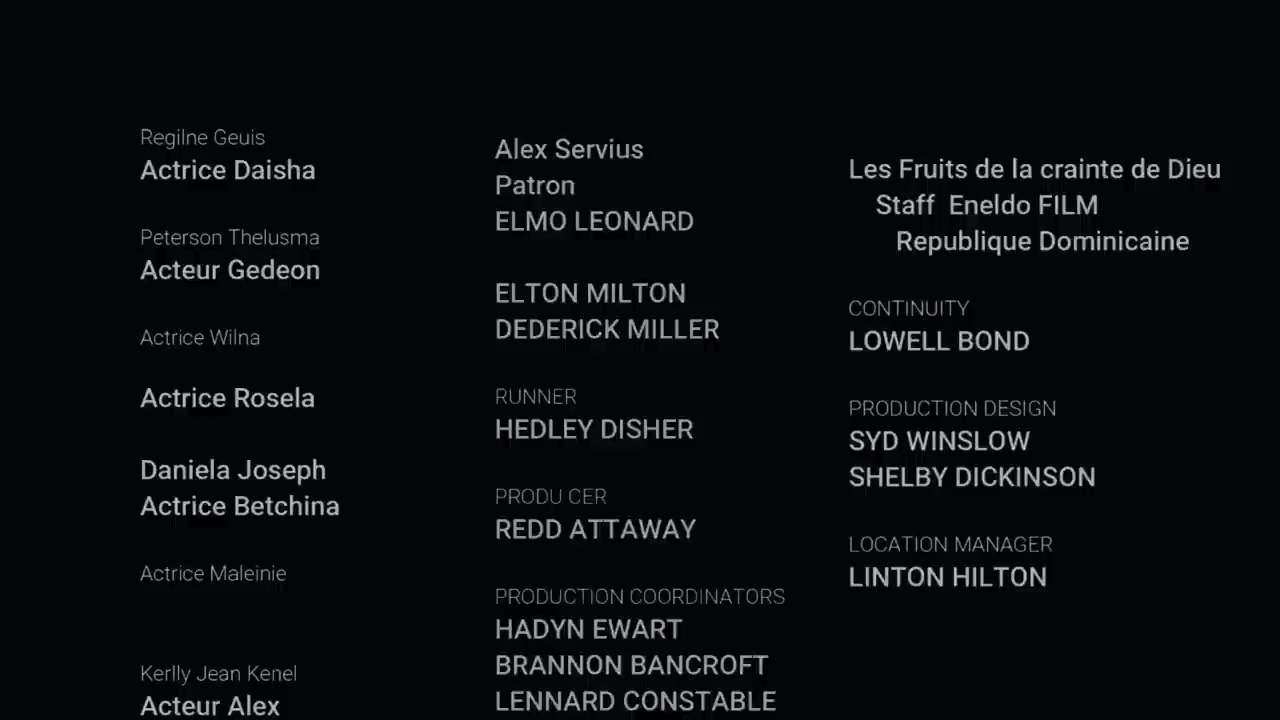 Regilne Geuis
Actrice Daisha
Peterson Thelusma
Acteur Gedeon
Actrice Wilna
Actrice Rosela
Daniela Joseph
Actrice Betchina
Actrice Maleinie
Kerlly Jean Kenel
Acteur Alex
Alex Servius
Patron
ELMO LEONARD
ELTON MILTON
DEDERICK MILLER
RUNNER
HEDLEY DISHER
PRODU CER
REDD ATTAWAY
PRODUCTION COORDINATORS
HADYN EWART
BRANNON BANCROFT
LENNARD CONSTABLE
Les Fruits de la crainte de Dieu
Staff Eneldo FILM
Republique Dominicaine
CONTINUITY
LOWELL BOND
PRODUCTION DESIGN
SYD WINSLOW
SHELBY DICKINSON
LOCATION MANAGER
LINTON HILTON